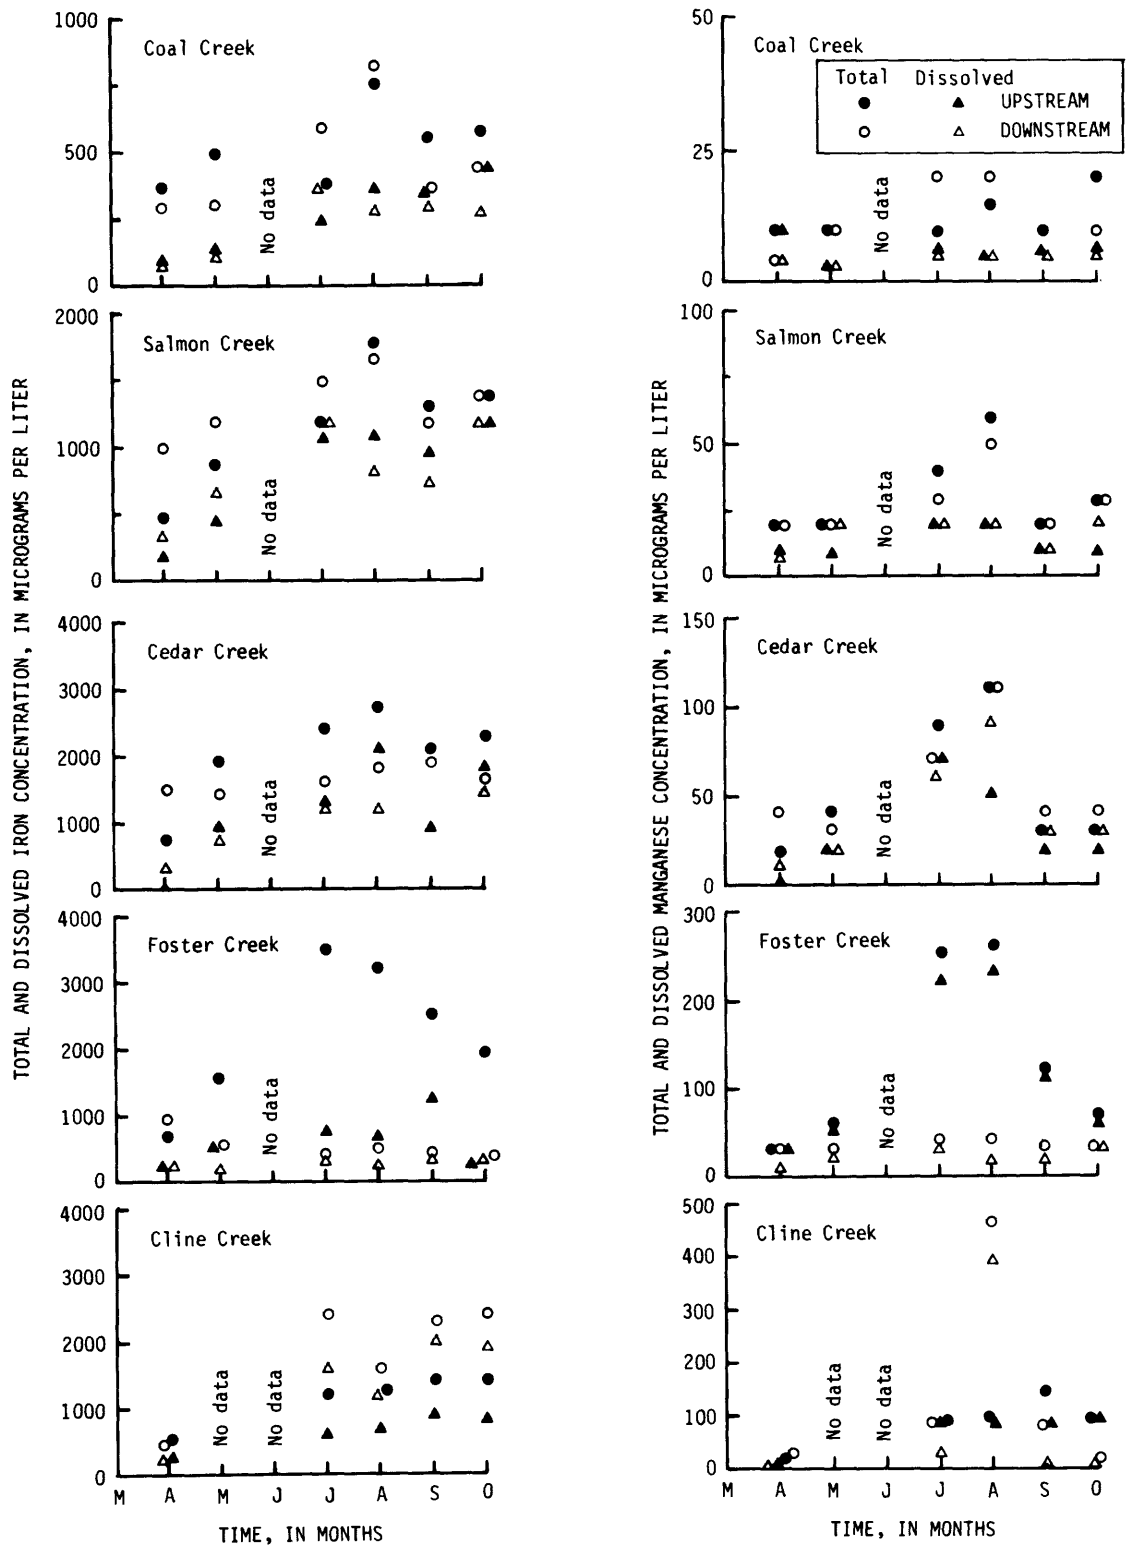 TOTAL AND DISSOLVED IRON CONCENTRATION, IN MICROGRAMS PER LITER
1000
500
0
Coal Creek
No data
2000
1000
0
Salmon Creek
No data
4000
3000
2000
1000
0
Cedar Creek
No data
4000
3000
2000
1000
0
Foster Creek
No data
4000
3000
2000
1000
0
Cline Creek
No data
No data
M A M J J A S O
TIME, IN MONTHS
TOTAL AND DISSOLVED MANGANESE CONCENTRATION, IN MICROGRAMS PER LITER
50
25
0
Coal Creek
Total Dissolved
UPSTREAM
DOWNSTREAM
No data
100
50
0
Salmon Creek
No data
150
100
50
0
Cedar Creek
No data
300
200
100
0
Foster Creek
No data
500
400
300
200
100
0
Cline Creek
No data
No data
M A M J J A S O
TIME, IN MONTHS